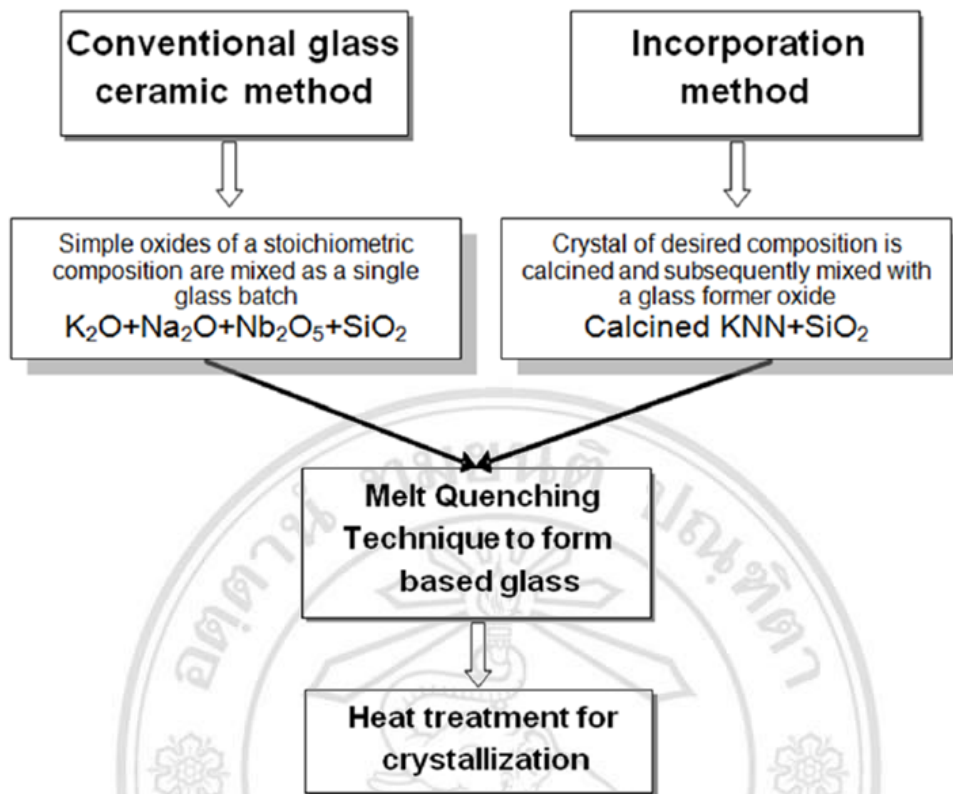 Conventional glass
ceramic method
Incorporation
method
Simple oxides of a stoichiometric
composition are mixed as a single
glass batch
K₂O+Na₂O+Nb₂O₅+SiO₂
Crystal of desired composition is
calcined and subsequently mixed with
a glass former oxide
Calcined KNN+SiO₂
Melt Quenching
Technique to form
based glass
Heat treatment for
crystallization